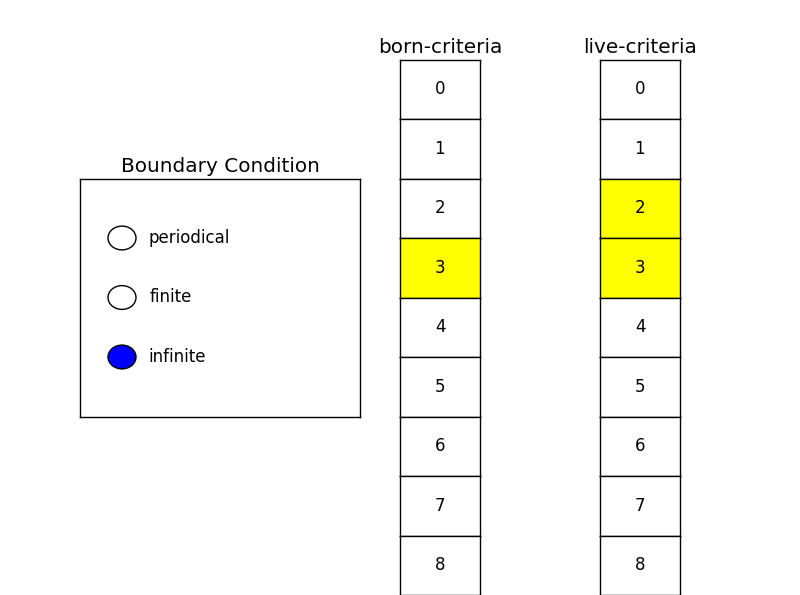 born-criteria live-criteria
0 0
1 1
Boundary Condition
2 2
periodical
3 3
finite
4 4
infinite
5 5
6 6
7 7
8 8